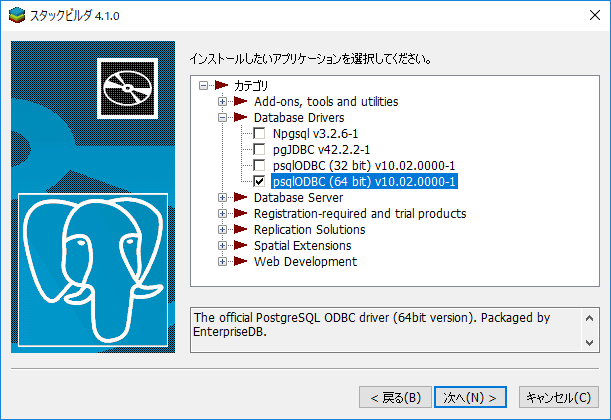 スタックビルダ 4.1.0
インストールしたいアプリケーションを選択してください。
カテゴリ
Add-ons, tools and utilities
Database Drivers
Npgsql v3.2.6-1
pgJDBC v42.2.2-1
psqlODBC (32 bit) v10.02.0000-1
psqlODBC (64 bit) v10.02.0000-1
Database Server
Registration-required and trial products
Replication Solutions
Spatial Extensions
Web Development
The official PostgreSQL ODBC driver (64bit version). Packaged by
EnterpriseDB.
< 戻る(B) 次へ(N) > キャンセル(C)